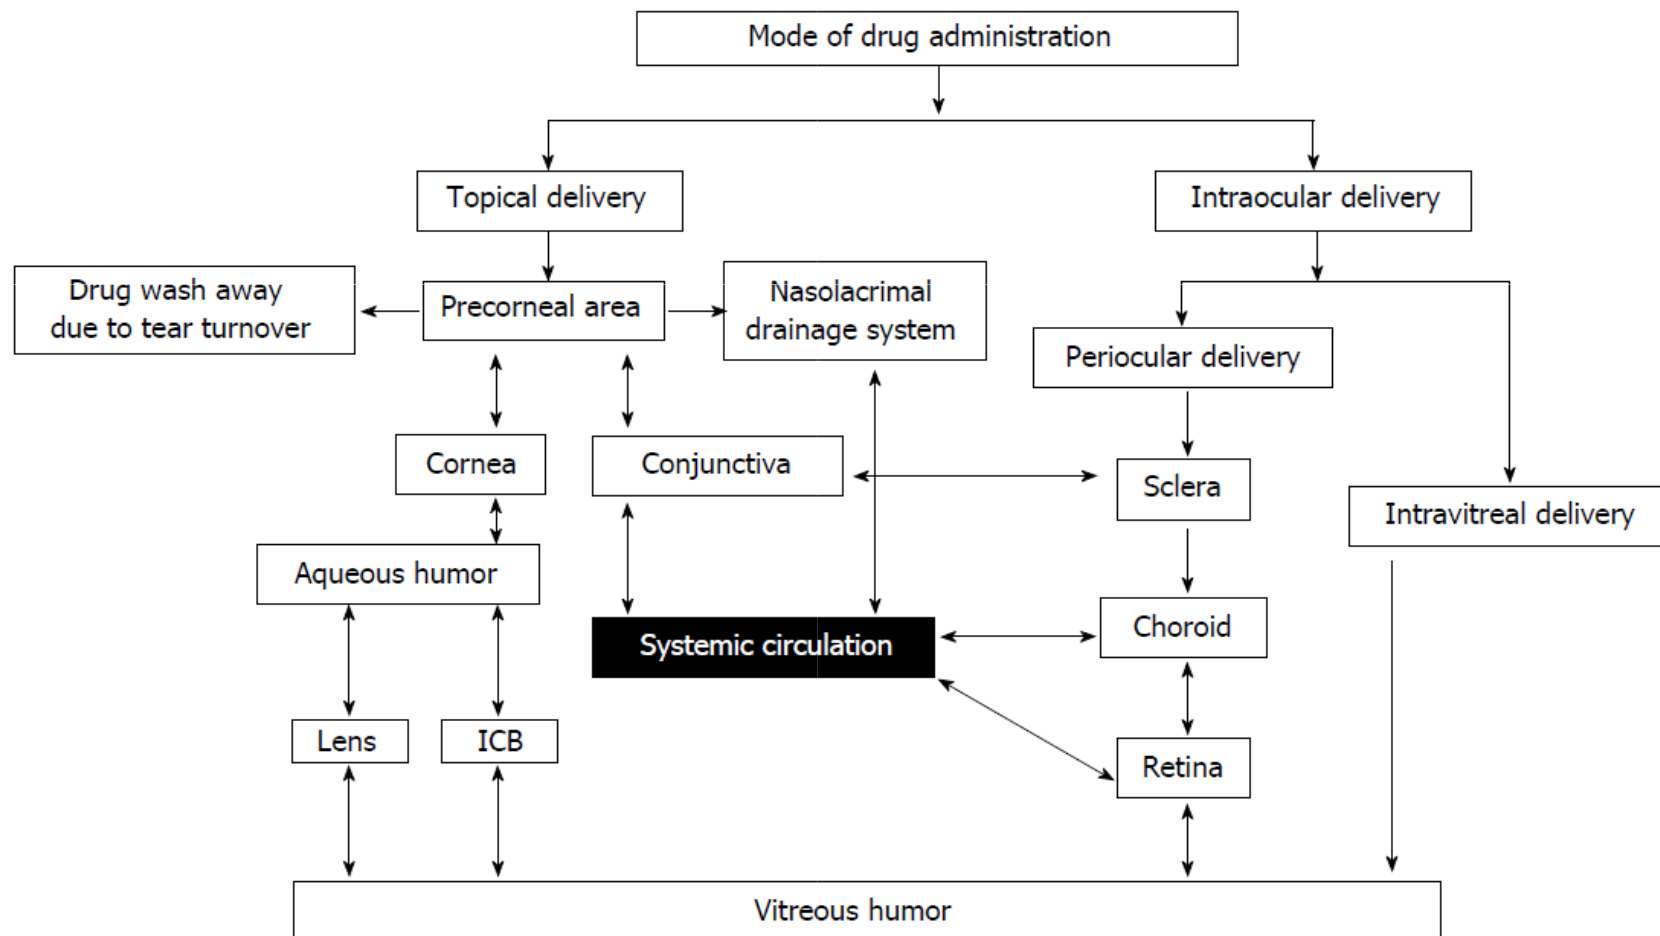 Mode of drug administration
Topical delivery
Intraocular delivery
Drug wash away
due to tear turnover
Precorneal area
Nasolacrimal
drainage system
Periocular delivery
Cornea
Conjunctiva
Sclera
Intravitreal delivery
Aqueous humor
Systemic circulation
Choroid
Lens
ICB
Retina
Vitreous humor